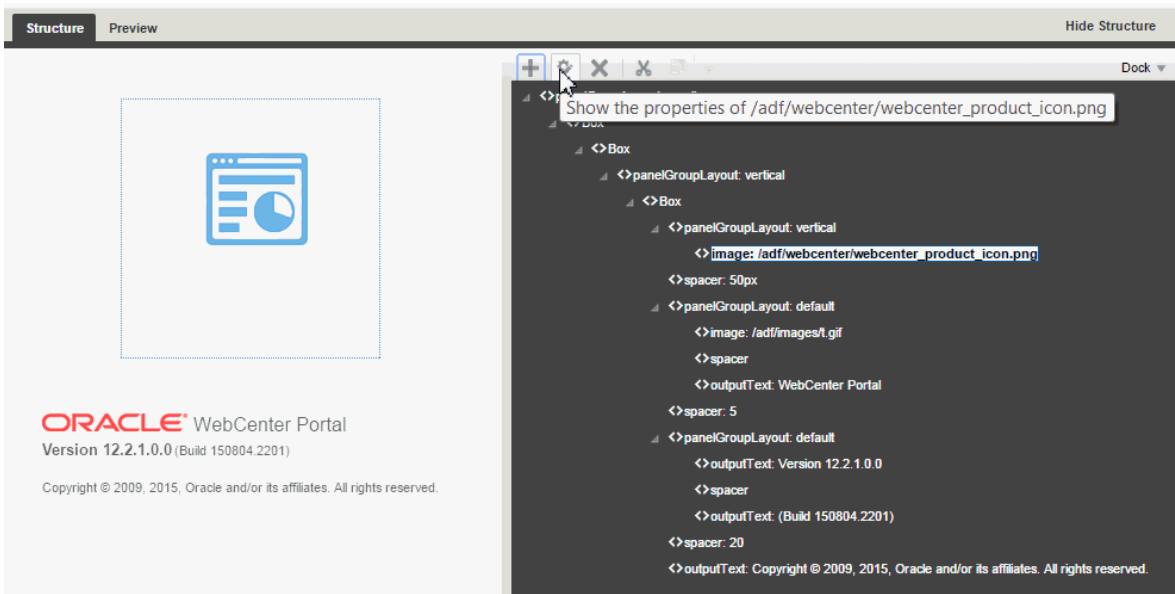 Structure Preview Hide Structure
Dock
Show the properties of /adf/webcenter/webcenter_product_icon.png
<>Box
<>panelGroupLayout: vertical
<>Box
<>panelGroupLayout: vertical
<>image: /adf/webcenter/webcenter_product_icon.png
<>spacer: 50px
<>panelGroupLayout: default
<>image: /adf/images/t.gif
<>spacer
<>outputText: WebCenter Portal
<>spacer: 5
<>panelGroupLayout: default
<>outputText: Version 12.2.1.0.0
<>spacer
<>outputText: (Build 150804.2201)
<>spacer: 20
<>outputText: Copyright © 2009, 2015, Oracle and/or its affiliates. All rights reserved.
ORACLE® WebCenter Portal
Version 12.2.1.0.0 (Build 150804.2201)
Copyright © 2009, 2015, Oracle and/or its affiliates. All rights reserved.